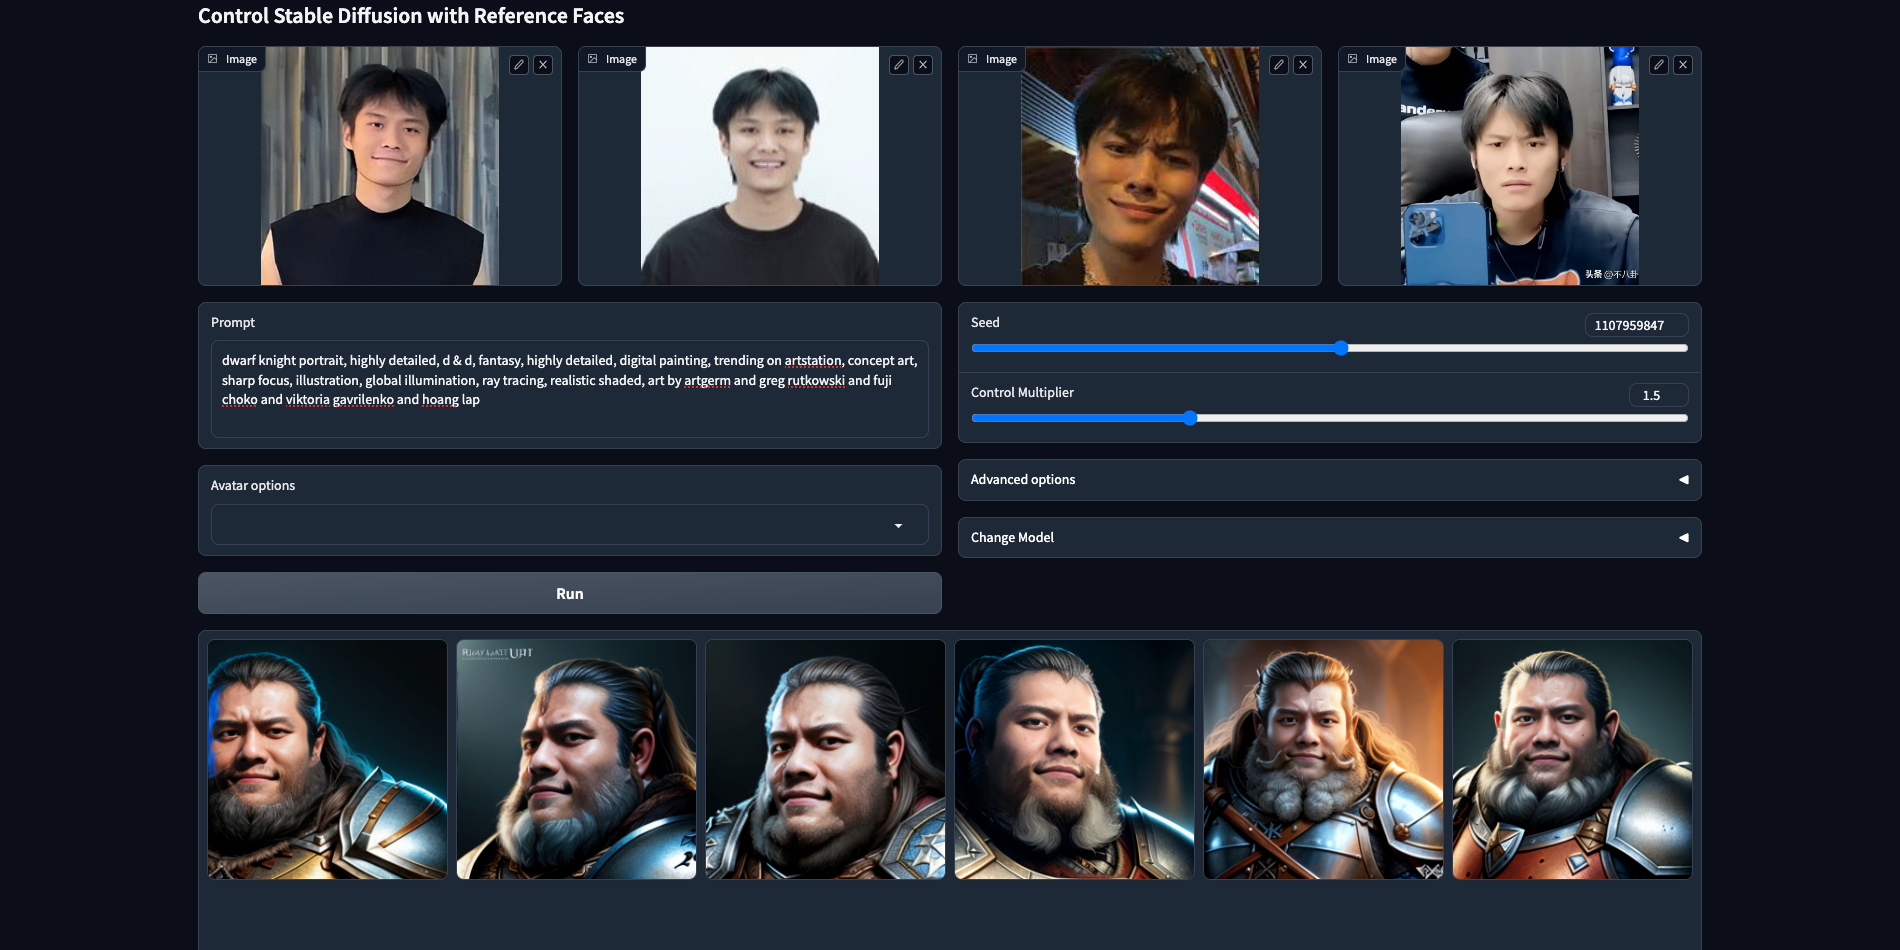 Control Stable Diffusion with Reference Faces
Image
Image
Image
Image
头条 @不八卦
Prompt
dwarf knight portrait, highly detailed, d & d, fantasy, highly detailed, digital painting, trending on artstation, concept art,
sharp focus, illustration, global illumination, ray tracing, realistic shaded, art by artgerm and greg rutkowski and fuji
choko and viktoria gavrilenko and hoang lap
Seed
1107959847
Control Multiplier
1.5
Avatar options
Advanced options
Change Model
Run